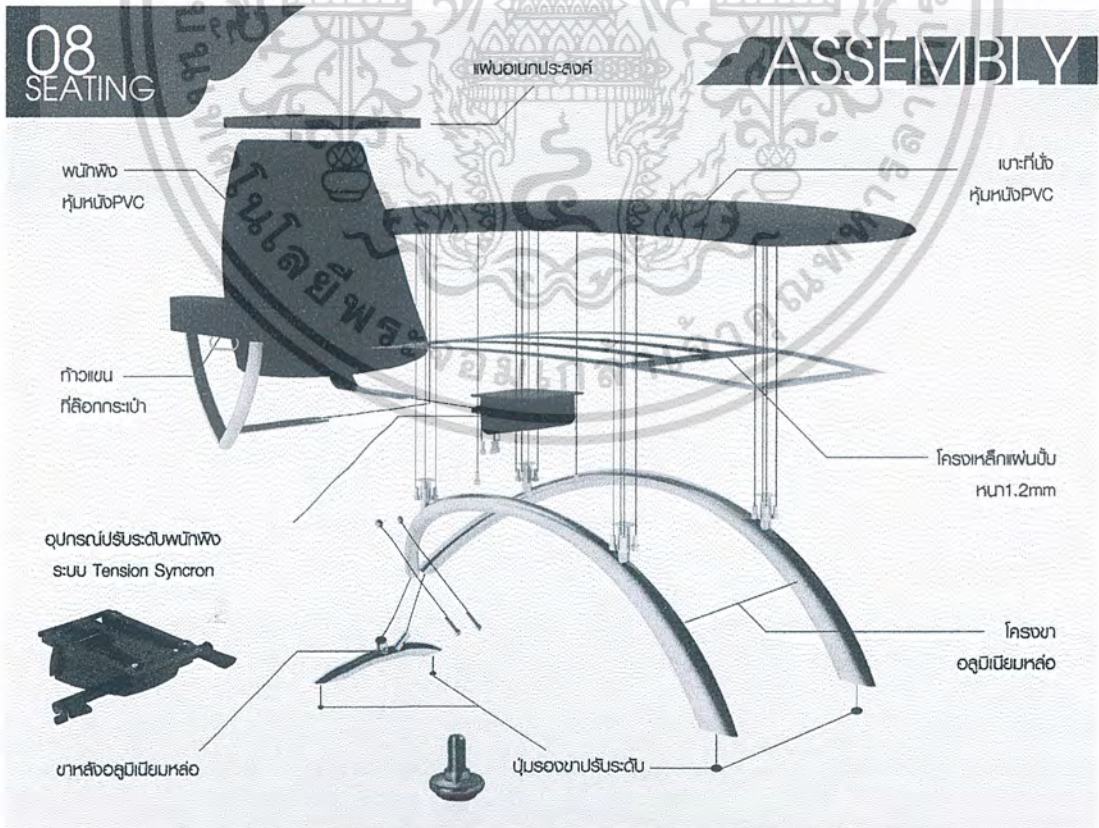 08
SEATING
ASSEMBLY
แผ่นอเนกประสงค์
พนักพิง
หุ้มหนังPVC
เบาะที่นั่ง
หุ้มหนังPVC
ท้าวแขน
ที่ล๊อกกระเป๋า
โครงเหล็กแผ่นปั๊ม
หนา1.2mm
อุปกรณ์ปรับระดับพนักพิง
ระบบ Tension Syncron
โครงขา
อลูมิเนียมหล่อ
ขาหลังอลูมิเนียมหล่อ
ปุ่มรองขาปรับระดับ